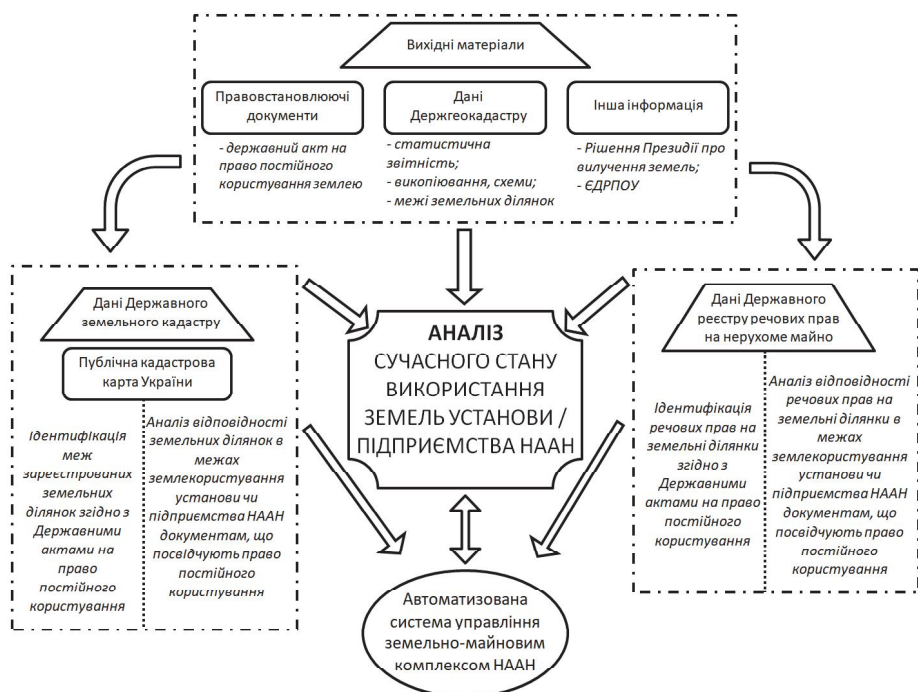 Вихідні матеріали
Правовстановлюючі
документи
- державний акт на
право постійного
користування землею
Дані
Держгеокадастру
- статистична
звітність;
- викопіювання, схеми;
- межі земельних ділянок
Інша інформація
- Рішення Президії про
вилучення земель;
- ЄДРПОУ
Дані Державного
земельного кадастру
Публічна кадастрова
карта України
Ідентифікація
меж
зареєстрованих
земельних
ділянок згідно з
Державними
актами на
право
постійного
користування
Аналіз відповідності
земельних ділянок в
межах
землекористування
установи чи
підприємства НААН
документам, що
посвідчують право
постійного
користування
АНАЛІЗ
СУЧАСНОГО СТАНУ
ВИКОРИСТАННЯ
ЗЕМЕЛЬ УСТАНОВИ /
ПІДПРИЄМСТВА НААН
Автоматизована
система управління
земельно-майновим
комплексом НААН
Дані Державного
реєстру речових прав
на нерухоме майно
Ідентифікація
речових прав на
земельні ділянки
згідно з
Державними
актами на право
постійного
користування
Аналіз відповідності
речових прав на
земельні ділянки в
межах
землекористування
установи чи
підприємства НААН
документам, що
посвідчують право
постійного
користування